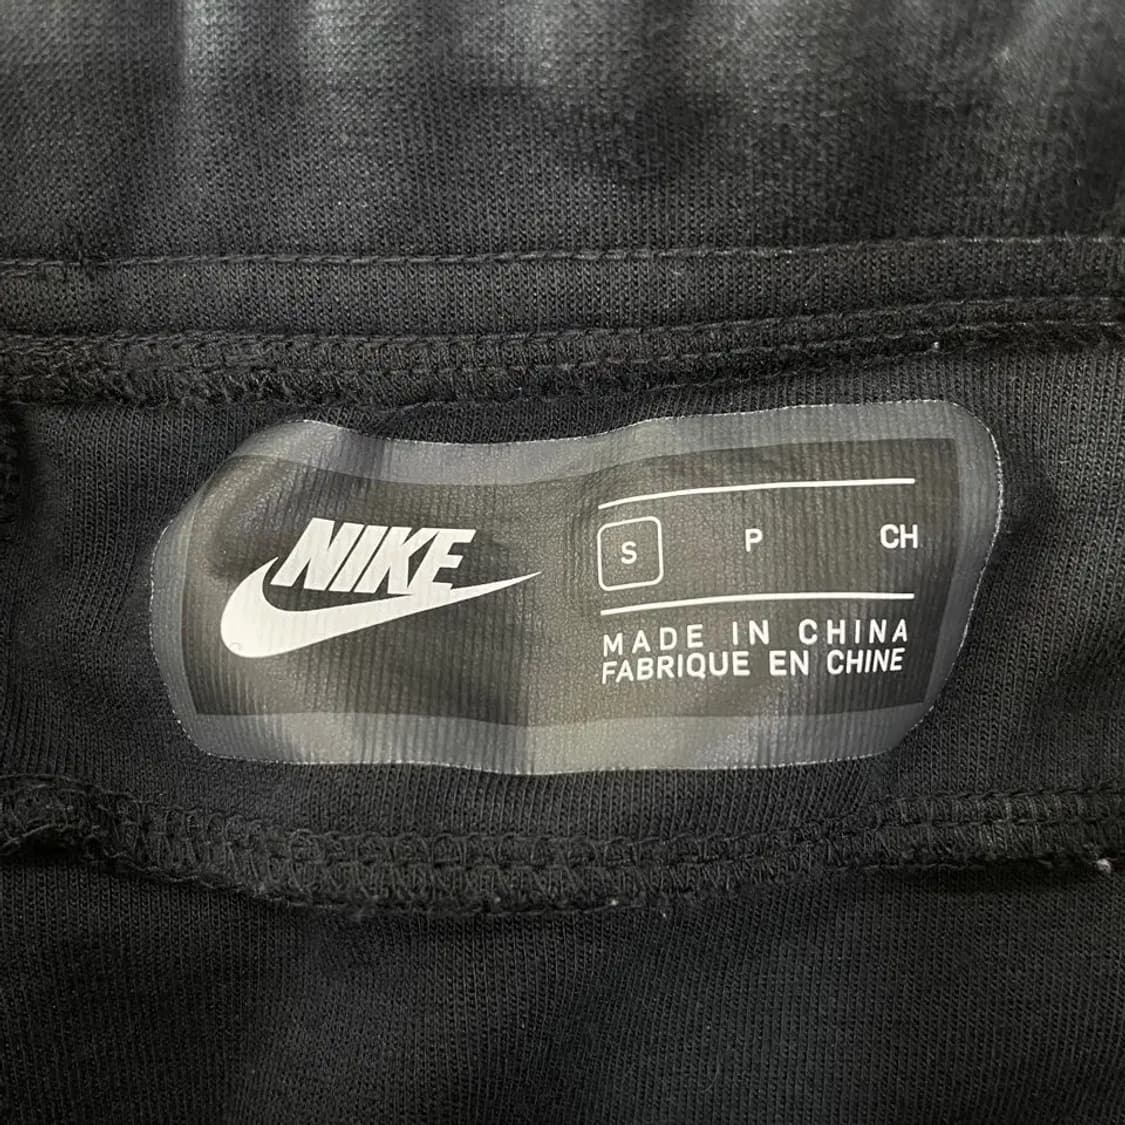 NIKE
S P CH
MADE IN CHINA
FABRIQUE EN CHINE